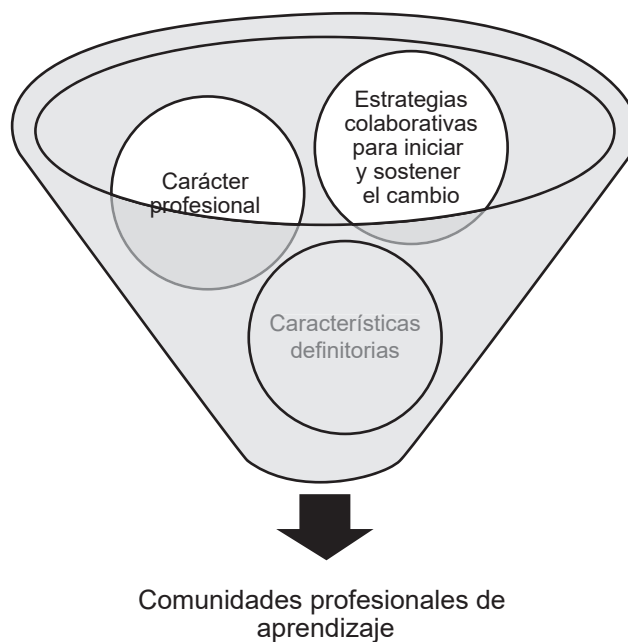 Estrategias
colaborativas
para iniciar
y sostener
el cambio
Carácter
profesional
Características
definitorias
Comunidades profesionales de
aprendizaje